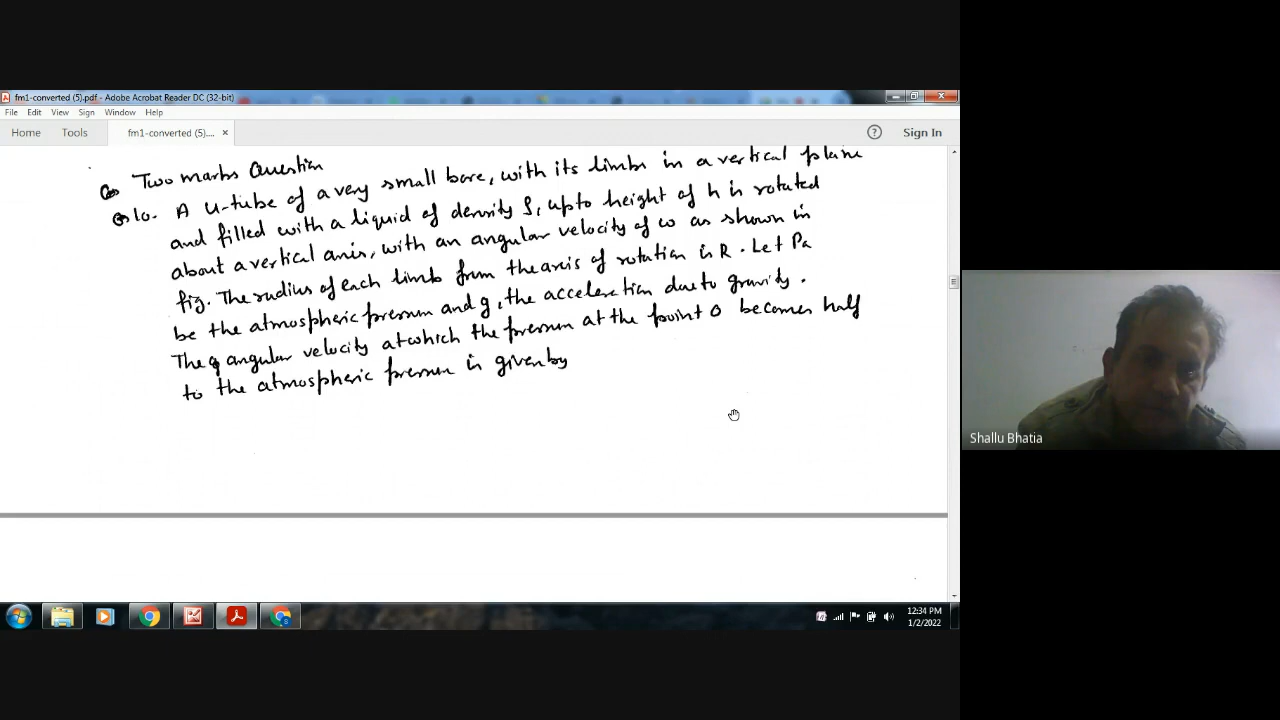 fm1-converted (5).pdf - Adobe Acrobat Reader DC (32-bit)
File Edit View Sign Window Help
Home Tools fm1-converted (5).... × ? Sign In
Two marks Question
Q10. A U-tube of a very small bore, with its limbs in a vertical plane
and filled with a liquid of density ρ, upto height of h is rotated
about a vertical axis, with an angular velocity of ω as shown in
fig. The radius of each limb from the axis of rotation is R. Let Pa
be the atmospheric pressure and g, the acceleration due to gravity.
The angular velocity at which the pressure at the point O becomes half
to the atmospheric pressure is given by
Shallu Bhatia
12:34 PM
1/2/2022